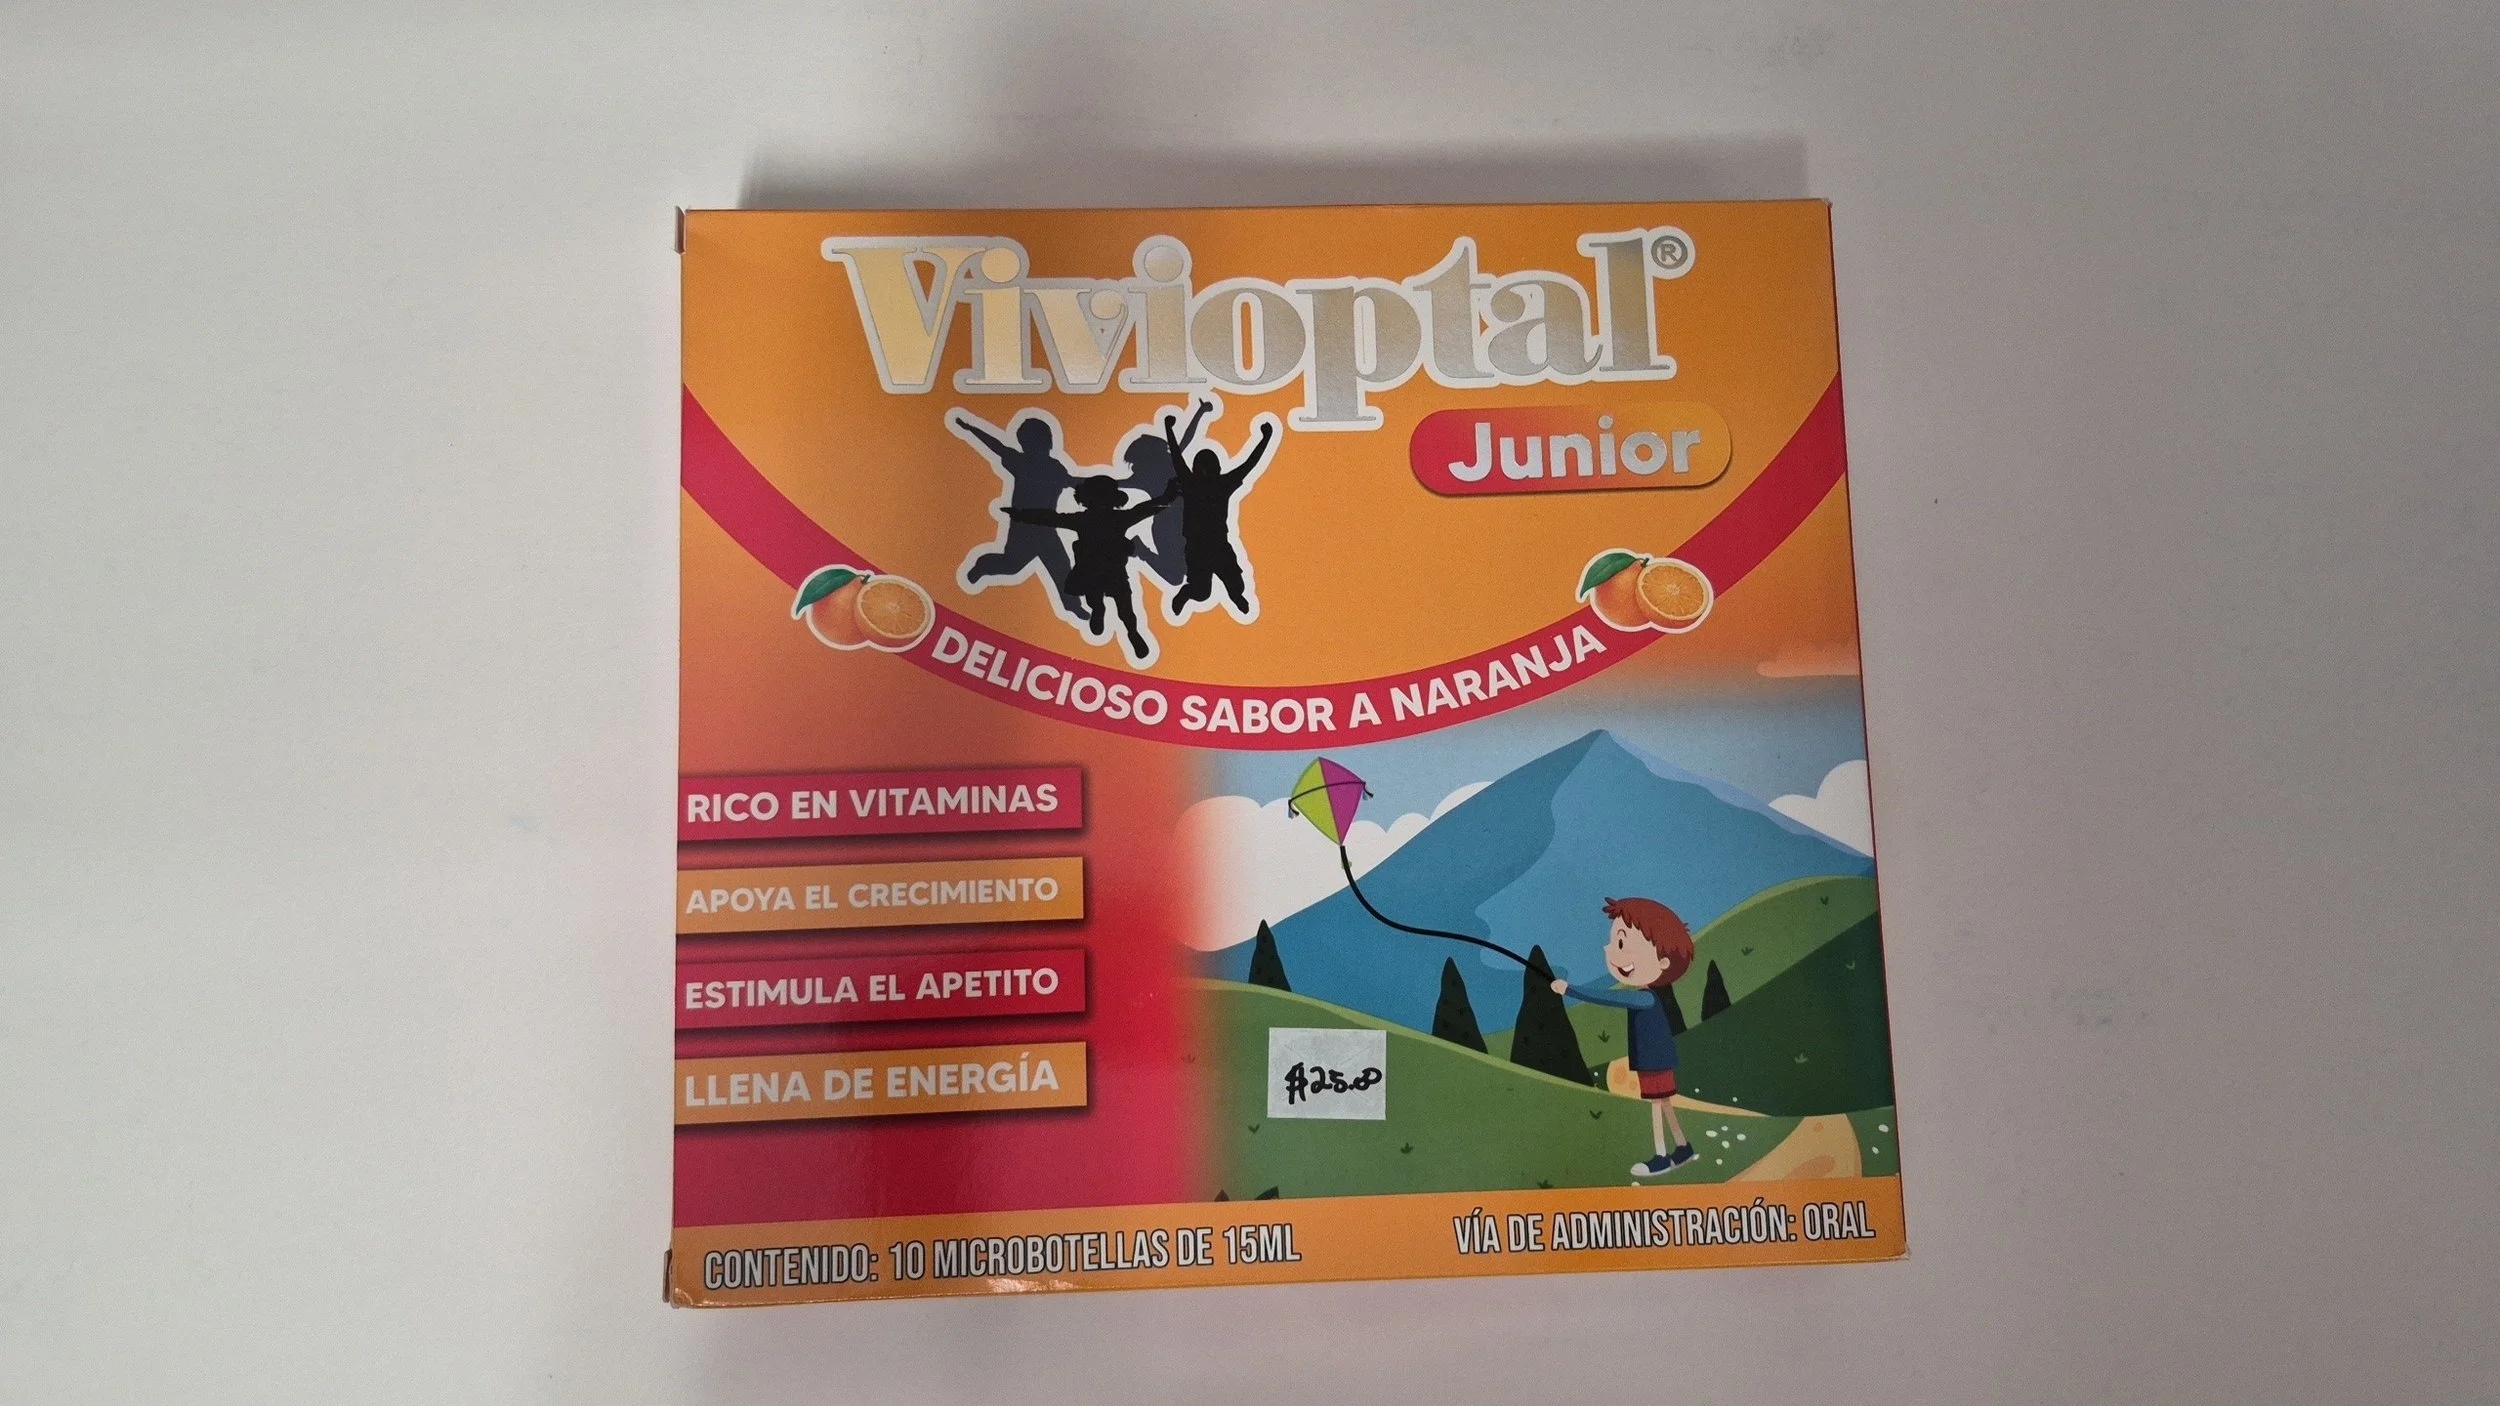 Vivioptal®
Junior
DELICIOSO SABOR A NARANJA
RICO EN VITAMINAS
APOYA EL CRECIMIENTO
ESTIMULA EL APETITO
LLENA DE ENERGÍA
$25.00
CONTENIDO: 10 MICROBOTELLAS DE 15ML
VÍA DE ADMINISTRACIÓN: ORAL